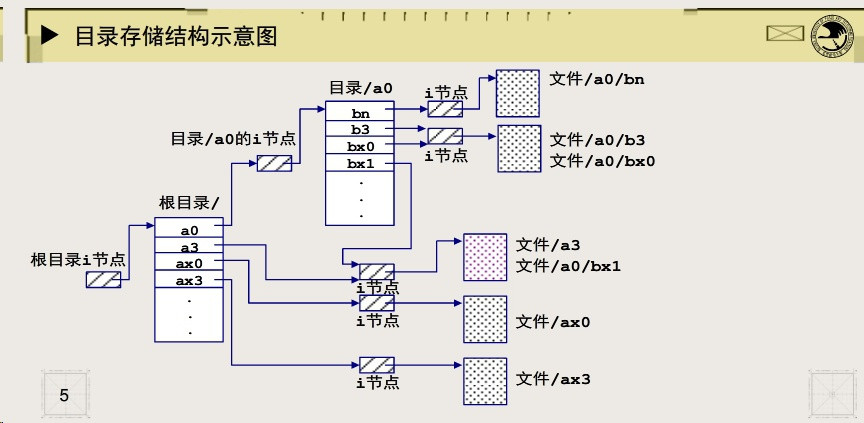 目录存储结构示意图
目录/a0
i节点
文件/a0/bn
bn
b3
bx0
bx1
.
.
.
目录/a0的i节点
i节点
文件/a0/b3
文件/a0/bx0
根目录/
a0
a3
ax0
ax3
.
.
.
根目录i节点
i节点
文件/a3
文件/a0/bx1
i节点
文件/ax0
i节点
文件/ax3
5